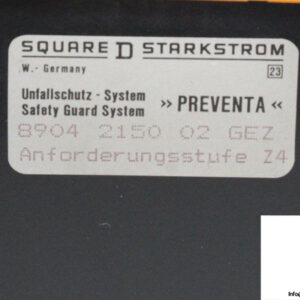 SQUARE D STARKSTROM
W.- Germany
23
Unfallschutz - System
Safety Guard System
» PREVENTA «
8904 2150 02 GEZ
Anforderungsstufe Z4